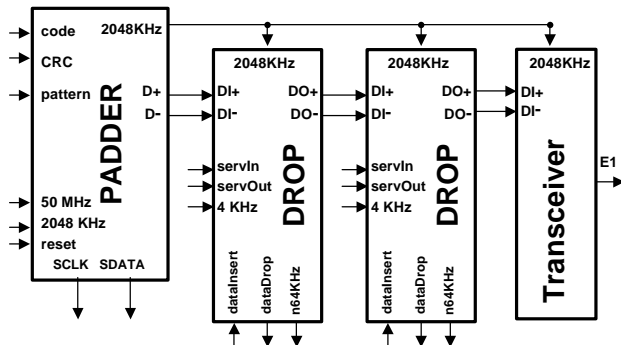 code
2048KHz
CRC
pattern
D+
D-
PADDER
50 MHz
2048 KHz
reset
SCLK SDATA
2048KHz
DI+ DO+
DI- DO-
servIn
servOut
4 KHz
DROP
dataInsert
dataDrop
n64KHz
2048KHz
DI+ DO+
DI- DO-
servIn
servOut
4 KHz
DROP
dataInsert
dataDrop
n64KHz
2048KHz
DI+
DI-
Transceiver
E1